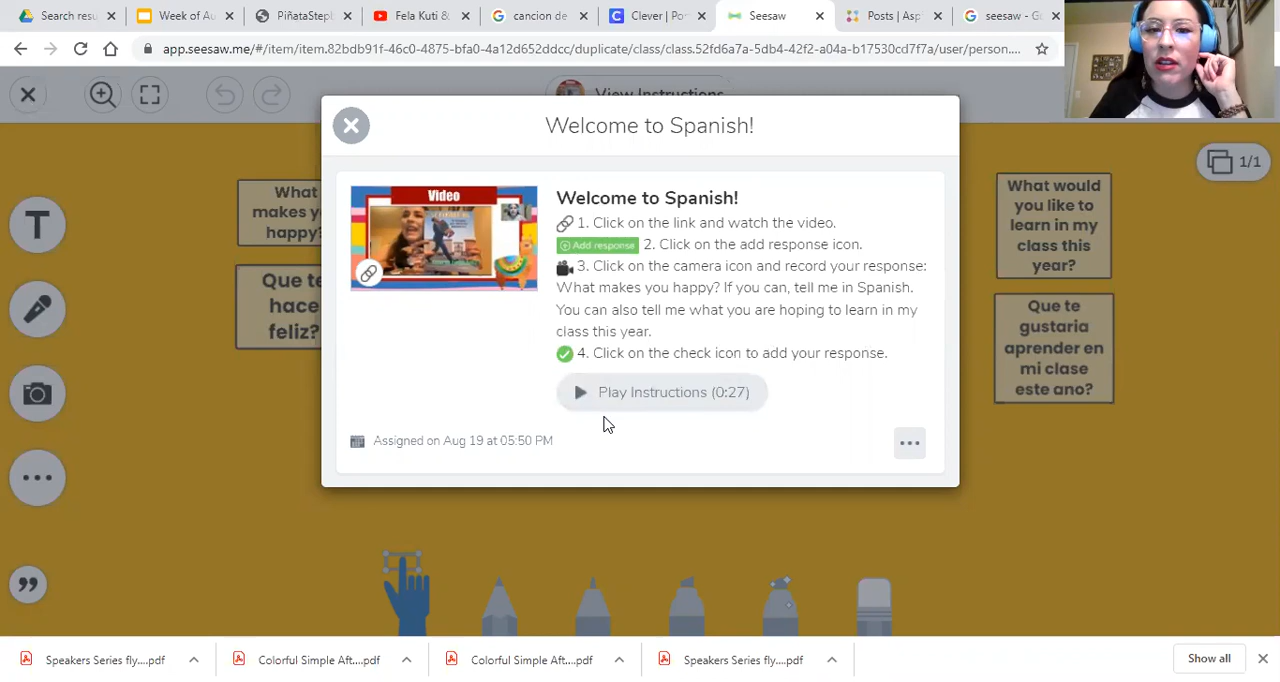 Search resu
Week of Au
PiñataStepl
Fela Kuti &
cancion de
Clever | Por
Seesaw
Posts | Asp
seesaw - G
app.seesaw.me/#/item/item.82bdb91f-46c0-4875-bfa0-4a12d652ddcc/duplicate/class/class.52fd6a7a-5db4-42f2-a04a-b17530cd7f7a/user/person....
View Instructions
Welcome to Spanish!
1/1
What
makes y
happy?
Que te
hace
feliz?
Video
Welcome to Spanish!
1. Click on the link and watch the video.
Add response 2. Click on the add response icon.
3. Click on the camera icon and record your response:
What makes you happy? If you can, tell me in Spanish.
You can also tell me what you are hoping to learn in my
class this year.
4. Click on the check icon to add your response.
Play Instructions (0:27)
Assigned on Aug 19 at 05:50 PM
What would
you like to
learn in my
class this
year?
Que te
gustaria
aprender en
mi clase
este ano?
T
Speakers Series fly....pdf
Colorful Simple Aft....pdf
Colorful Simple Aft....pdf
Speakers Series fly....pdf
Show all